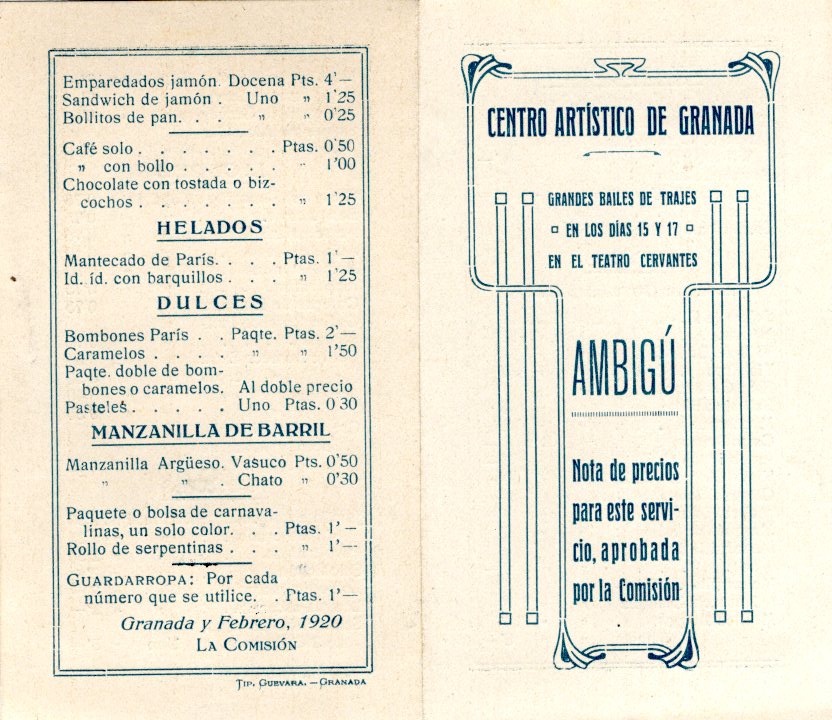 Emparedados jamón. Docena Pts. 4'—
Sandwich de jamón . Uno " 1'25
Bollitos de pan. . . " " 0'25
Café solo . . . . . . . Ptas. 0'50
" con bollo . . . . . " 1'00
Chocolate con tostada o biz-
cochos . . . . . . . " 1'25
HELADOS
Mantecado de París. . . . Ptas. 1'—
Id. íd. con barquillos . . . " 1'25
DULCES
Bombones París . . Paqte. Ptas. 2'—
Caramelos . . . . " " 1'50
Paqte. doble de bom-
bones o caramelos. Al doble precio
Pasteles. . . . . Uno Ptas. 0 30
MANZANILLA DE BARRIL
Manzanilla Argüeso. Vasuco Pts. 0'50
" " . Chato " 0'30
Paquete o bolsa de carnava-
linas, un solo color. . . Ptas. 1'—
Rollo de serpentinas . . . " 1'—
GUARDARROPA: Por cada
número que se utilice. . Ptas. 1'—
Granada y Febrero, 1920
LA COMISIÓN
TIP. GUEVARA. — GRANADA
CENTRO ARTÍSTICO DE GRANADA
GRANDES BAILES DE TRAJES
EN LOS DÍAS 15 Y 17
EN EL TEATRO CERVANTES
AMBIGÚ
Nota de precios
para este servi-
cio, aprobada
por la Comisión